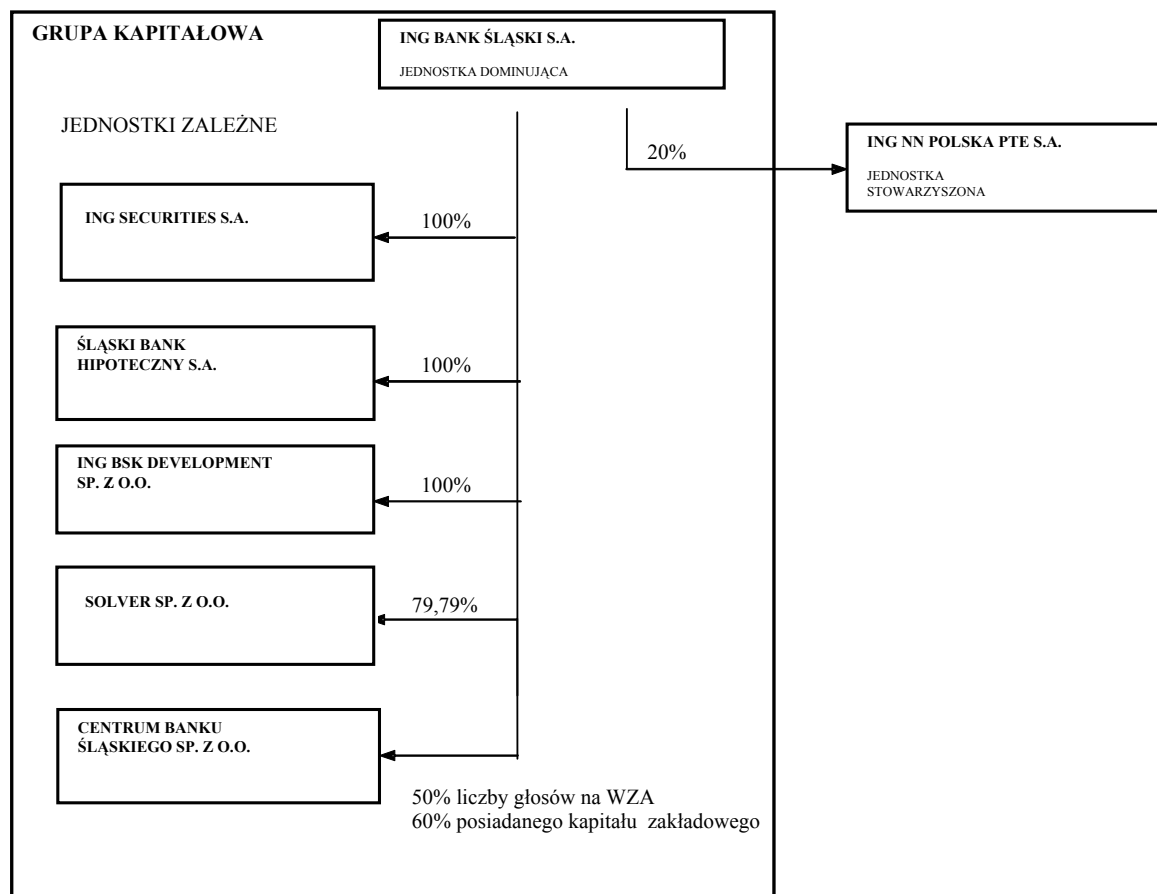 GRUPA KAPITAŁOWA
ING BANK ŚLĄSKI S.A.
JEDNOSTKA DOMINUJĄCA
JEDNOSTKI ZALEŻNE
20%
ING NN POLSKA PTE S.A.
JEDNOSTKA
STOWARZYSZONA
ING SECURITIES S.A.
100%
ŚLĄSKI BANK
HIPOTECZNY S.A.
100%
ING BSK DEVELOPMENT
SP. Z O.O.
100%
SOLVER SP. Z O.O.
79,79%
CENTRUM BANKU
ŚLĄSKIEGO SP. Z O.O.
50% liczby głosów na WZA
60% posiadanego kapitału zakładowego